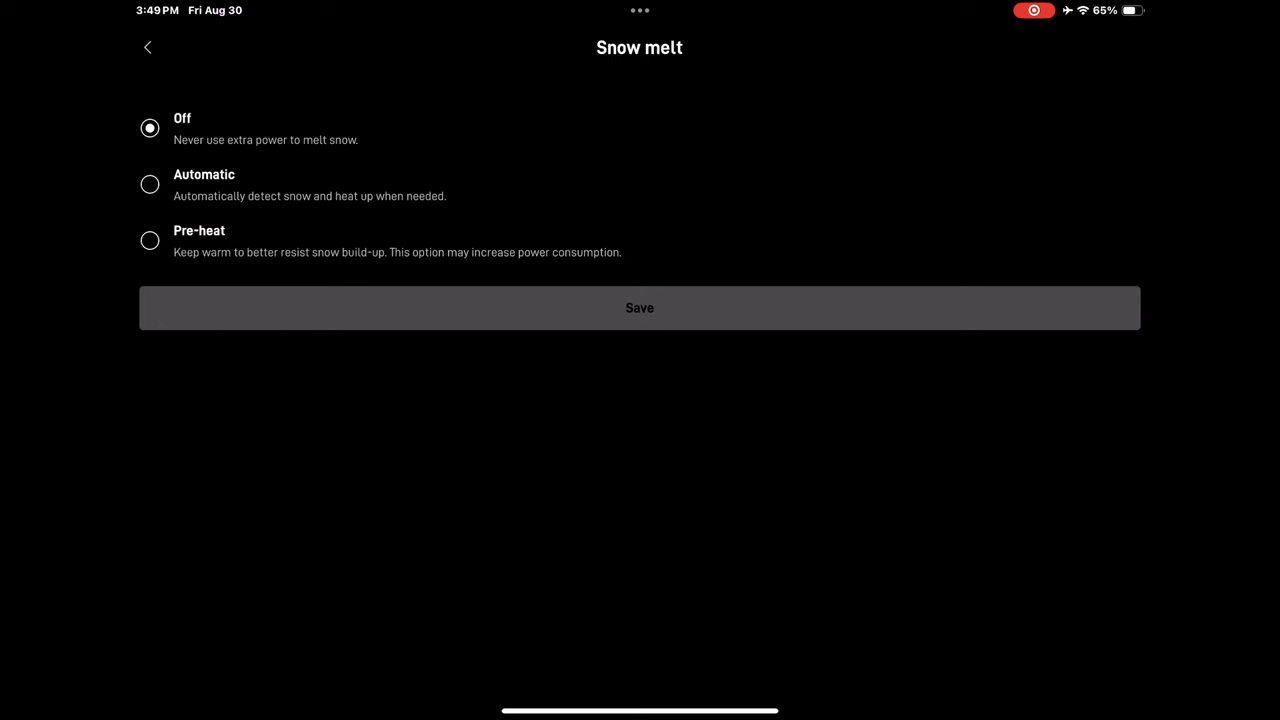 3:49 PM Fri Aug 30
65%
Snow melt
Off
Never use extra power to melt snow.
Automatic
Automatically detect snow and heat up when needed.
Pre-heat
Keep warm to better resist snow build-up. This option may increase power consumption.
Save